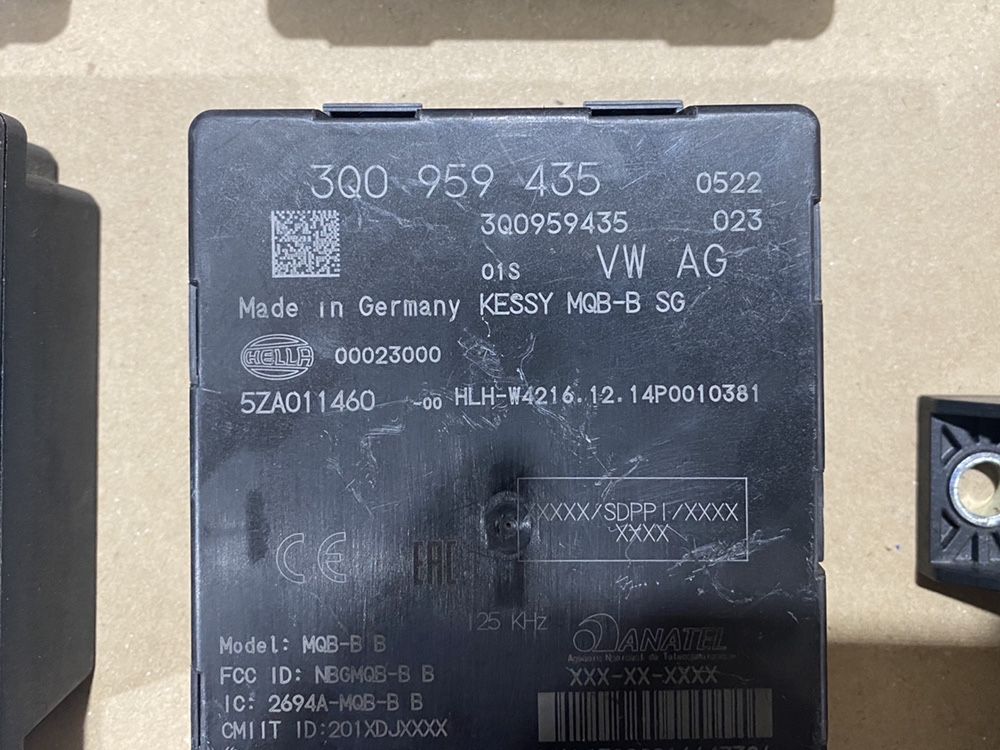 3Q0 959 435 0522
3Q0959435 023
01S VW AG
Made in Germany KESSY MQB-B SG
HELLA 00023000
5ZA011460 -00 HLH-W4216.12.14P0010381
XXXX/SDPPI/XXXX
XXXX
CE EAC
125 KHz ANATEL
Model: MQB-B B
FCC ID: NBGMQB-B B XXX-XX-XXXX
IC: 2694A-MQB-B B
CMIIT ID:201XDJXXXX